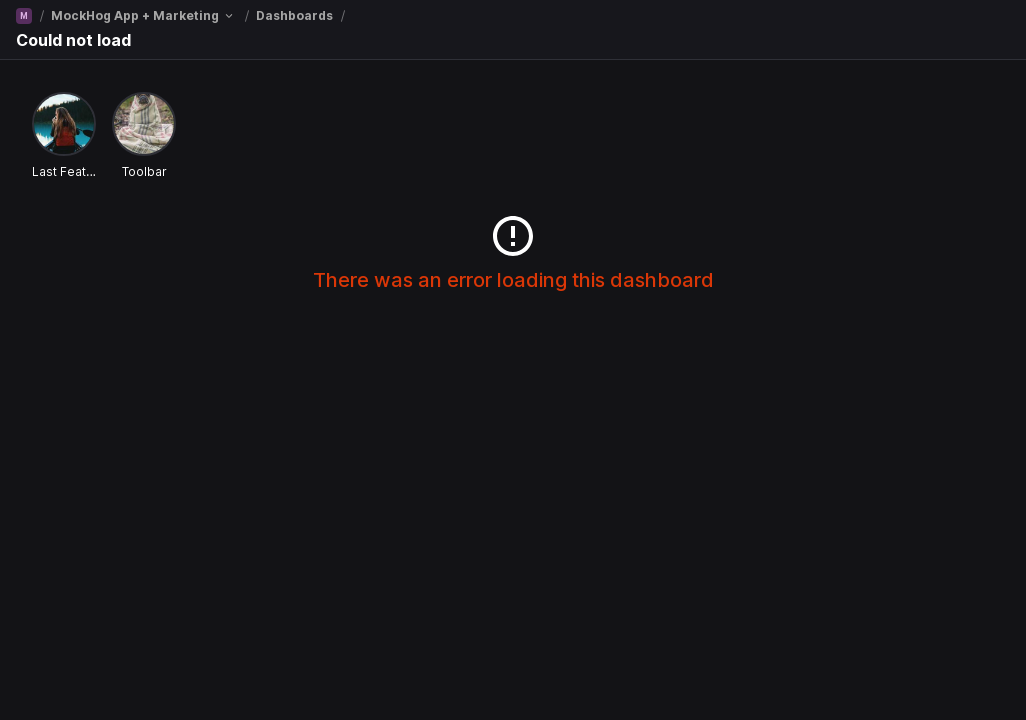 M / MockHog App + Marketing / Dashboards /
Could not load
Last Feat... Toolbar
There was an error loading this dashboard